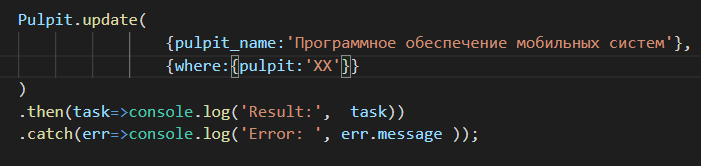 Pulpit.update(
{pulpit_name:'Программное обеспечение мобильных систем'},
{where:{pulpit:'XX'}}
)
.then(task=>console.log('Result:',  task))
.catch(err=>console.log('Error: ', err.message ));